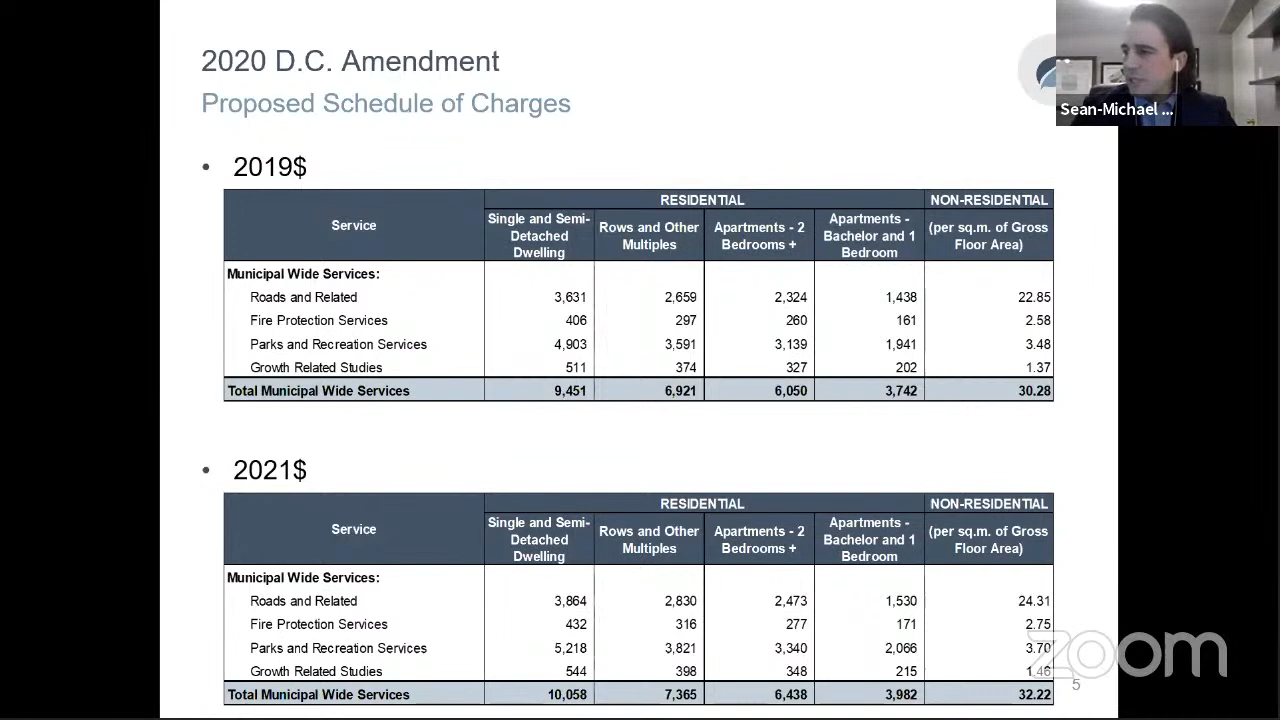 2020 D.C. Amendment
Proposed Schedule of Charges
Sean-Michael ...
• 2019$
Service RESIDENTIAL NON-RESIDENTIAL
Single and Semi-Detached Dwelling Rows and Other Multiples Apartments - 2 Bedrooms + Apartments - Bachelor and 1 Bedroom (per sq.m. of Gross Floor Area)
Municipal Wide Services:
Roads and Related 3,631 2,659 2,324 1,438 22.85
Fire Protection Services 406 297 260 161 2.58
Parks and Recreation Services 4,903 3,591 3,139 1,941 3.48
Growth Related Studies 511 374 327 202 1.37
Total Municipal Wide Services 9,451 6,921 6,050 3,742 30.28
• 2021$
Service RESIDENTIAL NON-RESIDENTIAL
Single and Semi-Detached Dwelling Rows and Other Multiples Apartments - 2 Bedrooms + Apartments - Bachelor and 1 Bedroom (per sq.m. of Gross Floor Area)
Municipal Wide Services:
Roads and Related 3,864 2,830 2,473 1,530 24.31
Fire Protection Services 432 316 277 171 2.75
Parks and Recreation Services 5,218 3,821 3,340 2,066 3.70
Growth Related Studies 544 398 348 215 1.46
Total Municipal Wide Services 10,058 7,365 6,438 3,982 32.22
zoom
5